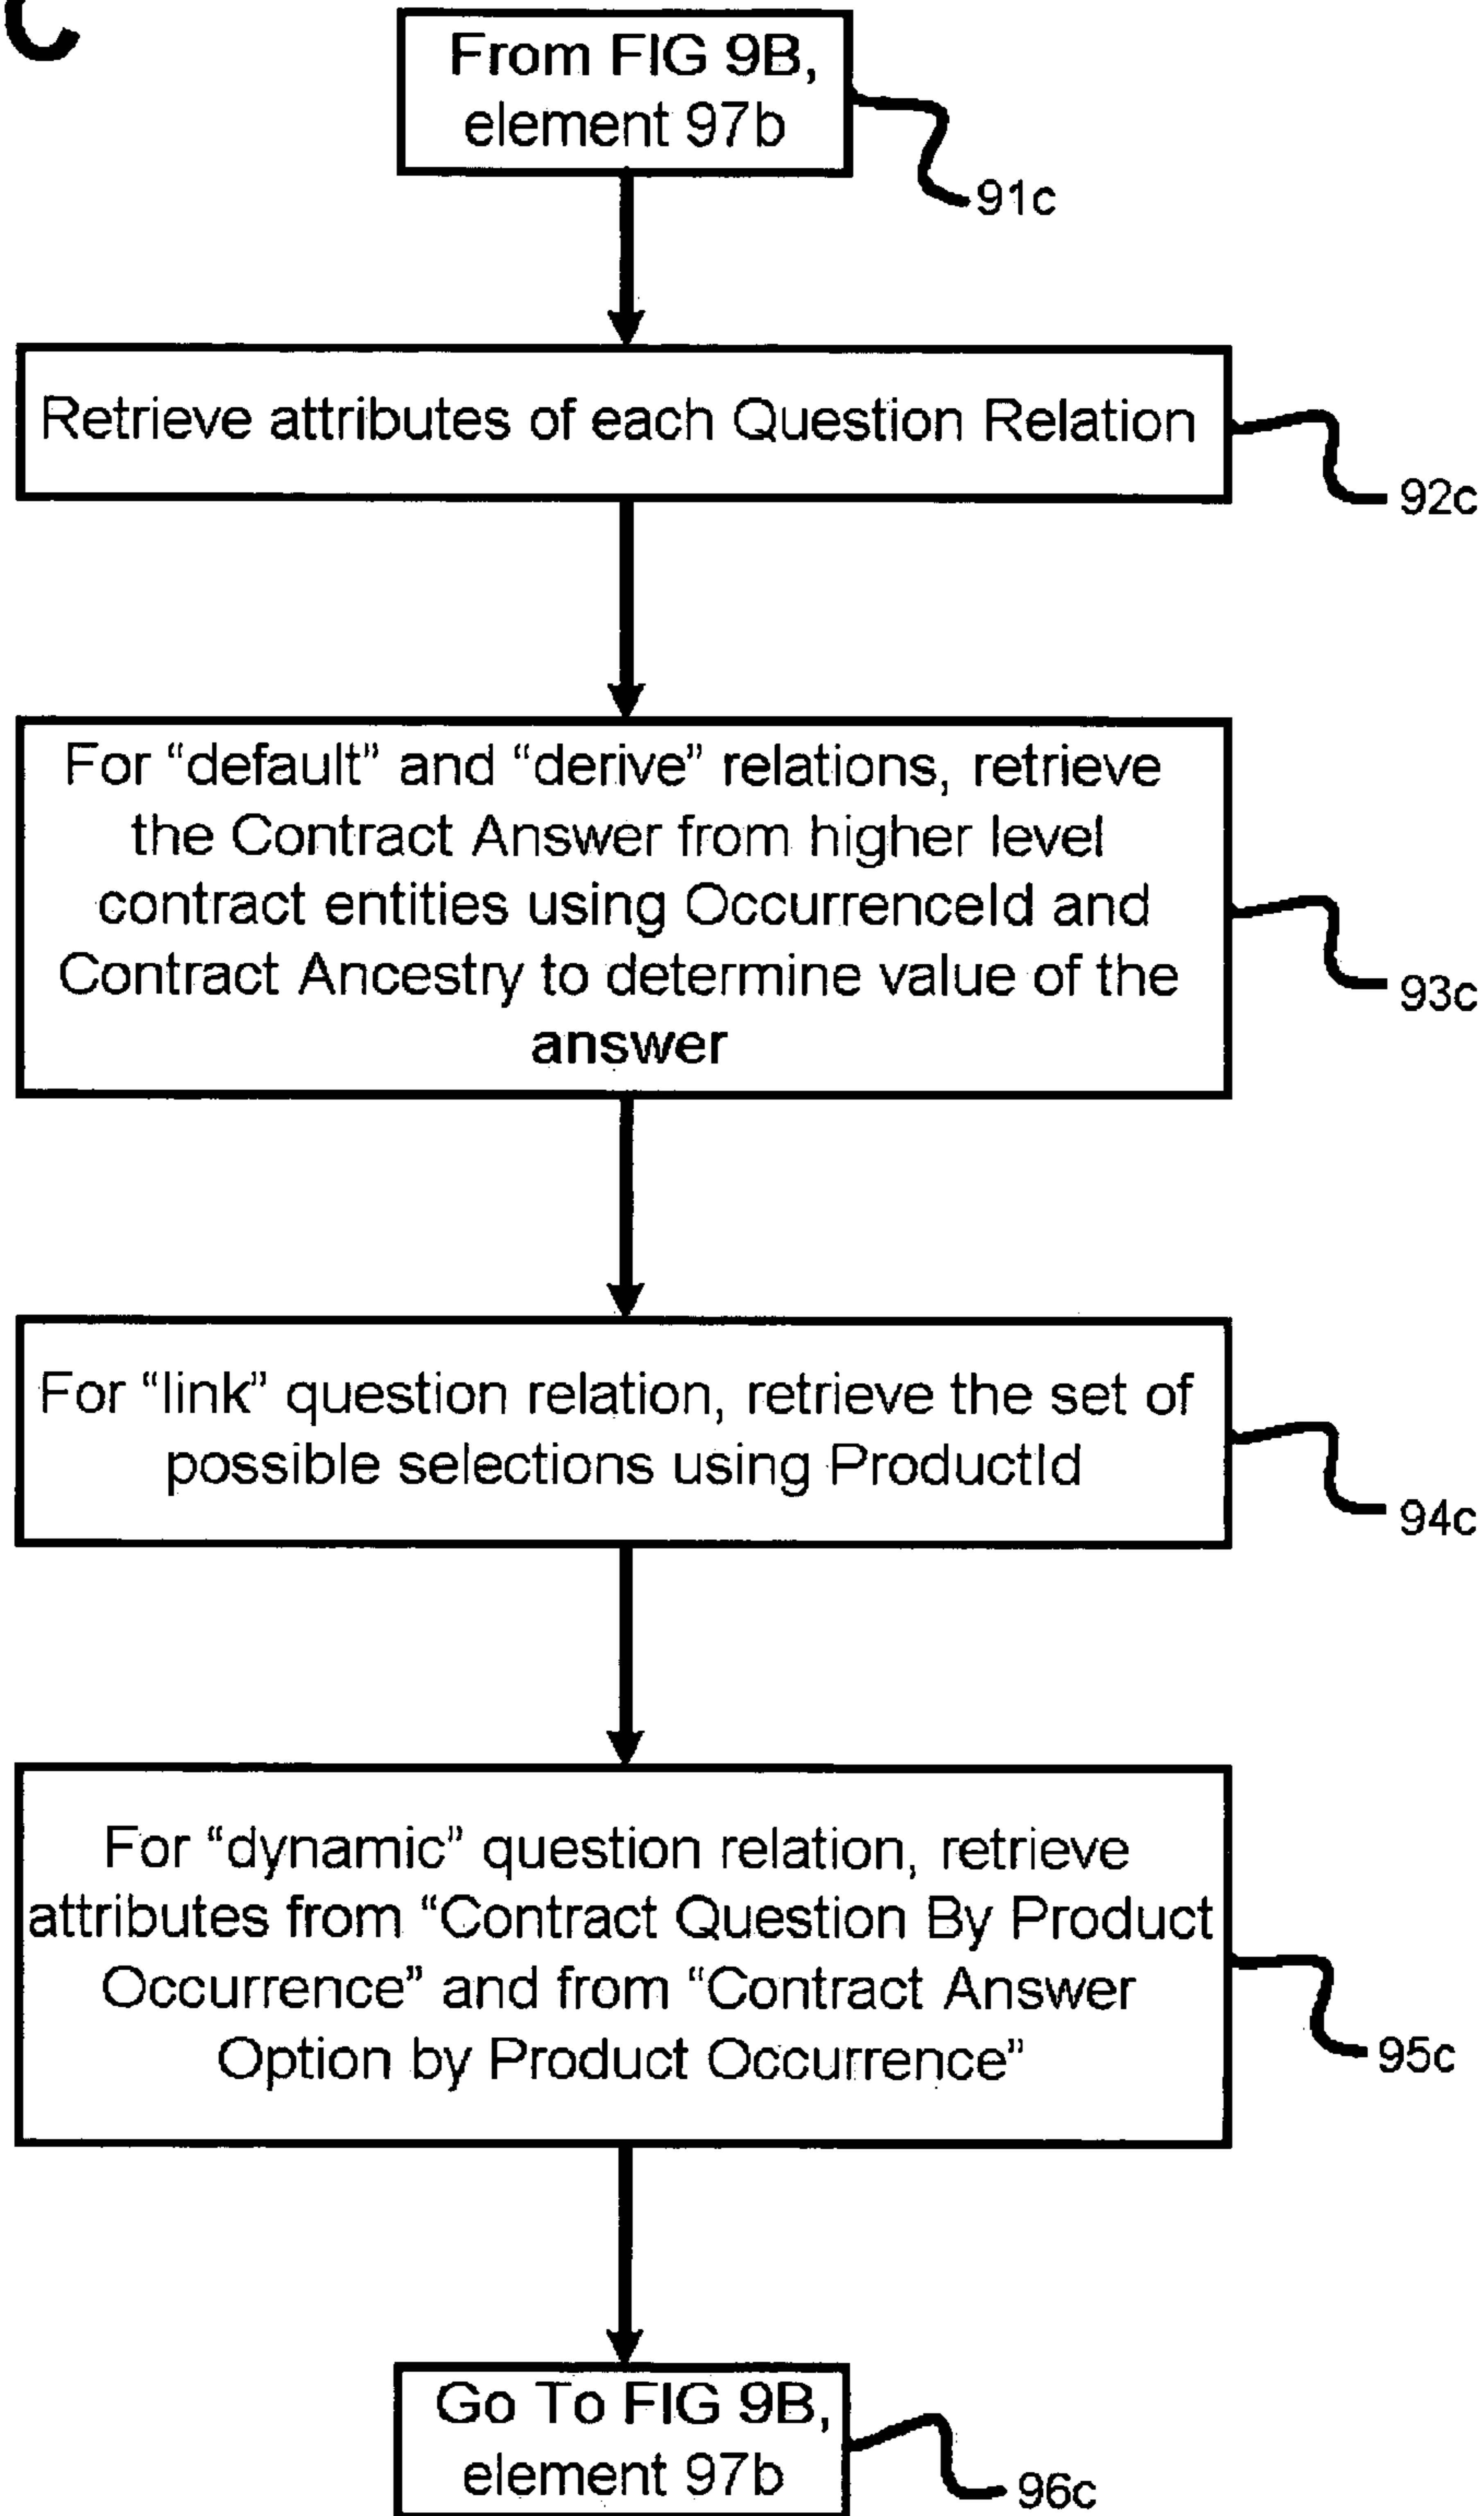 From FIG 9B,
element 97b
91c
Retrieve attributes of each Question Relation
92c
For “default” and “derive” relations, retrieve
the Contract Answer from higher level
contract entities using OccurrenceId and
Contract Ancestry to determine value of the
answer
93c
For “link” question relation, retrieve the set of
possible selections using ProductId
94c
For “dynamic” question relation, retrieve
attributes from “Contract Question By Product
Occurrence” and from “Contract Answer
Option by Product Occurrence”
95c
Go To FIG 9B,
element 97b
96c